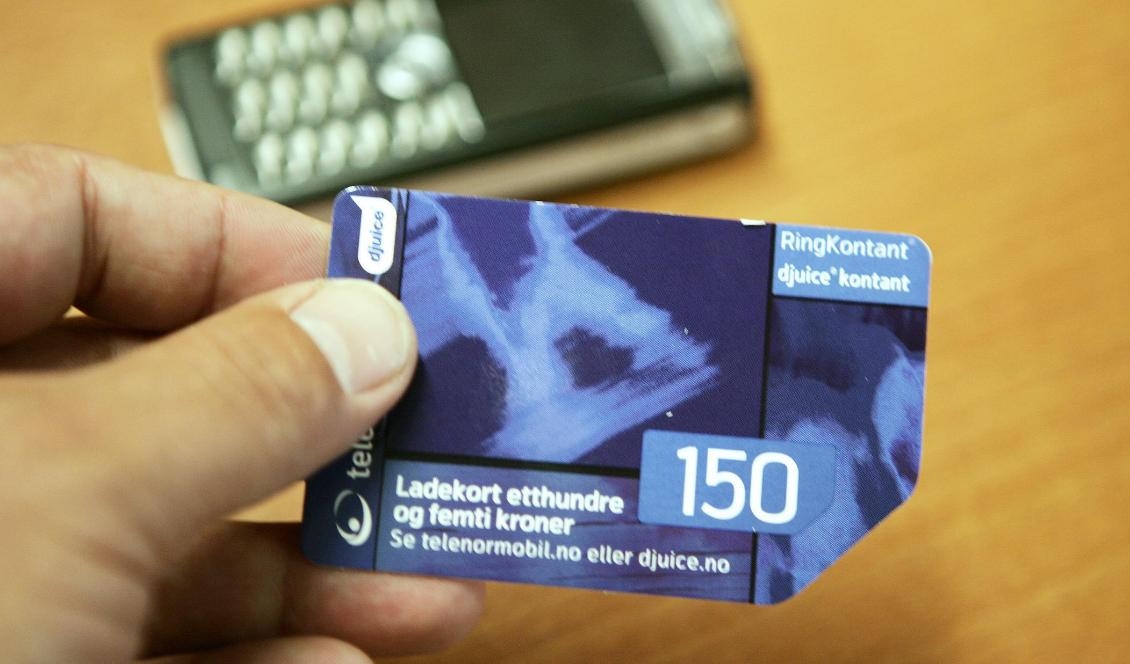 djuice
RingKontant®
djuice® kontant
150
Ladekort etthundre
og femti kroner
Se telenormobil.no eller djuice.no